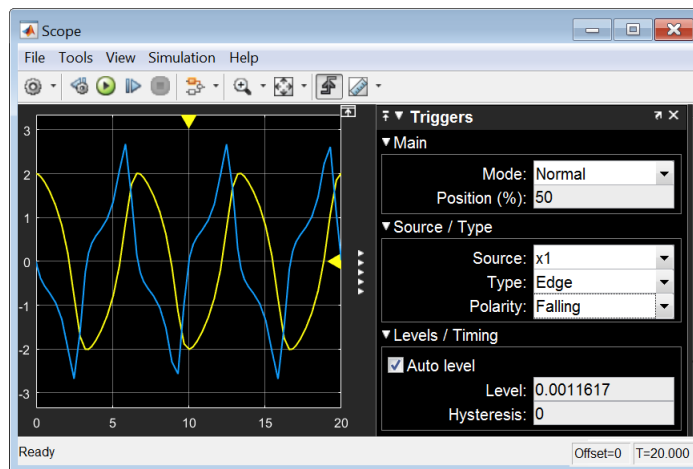 Scope
File Tools View Simulation Help
Triggers
Main
Mode: Normal
Position (%): 50
Source / Type
Source: x1
Type: Edge
Polarity: Falling
Levels / Timing
Auto level
Level: 0.0011617
Hysteresis: 0
3
2
1
0
-1
-2
-3
0 5 10 15 20
Ready Offset=0 T=20.000